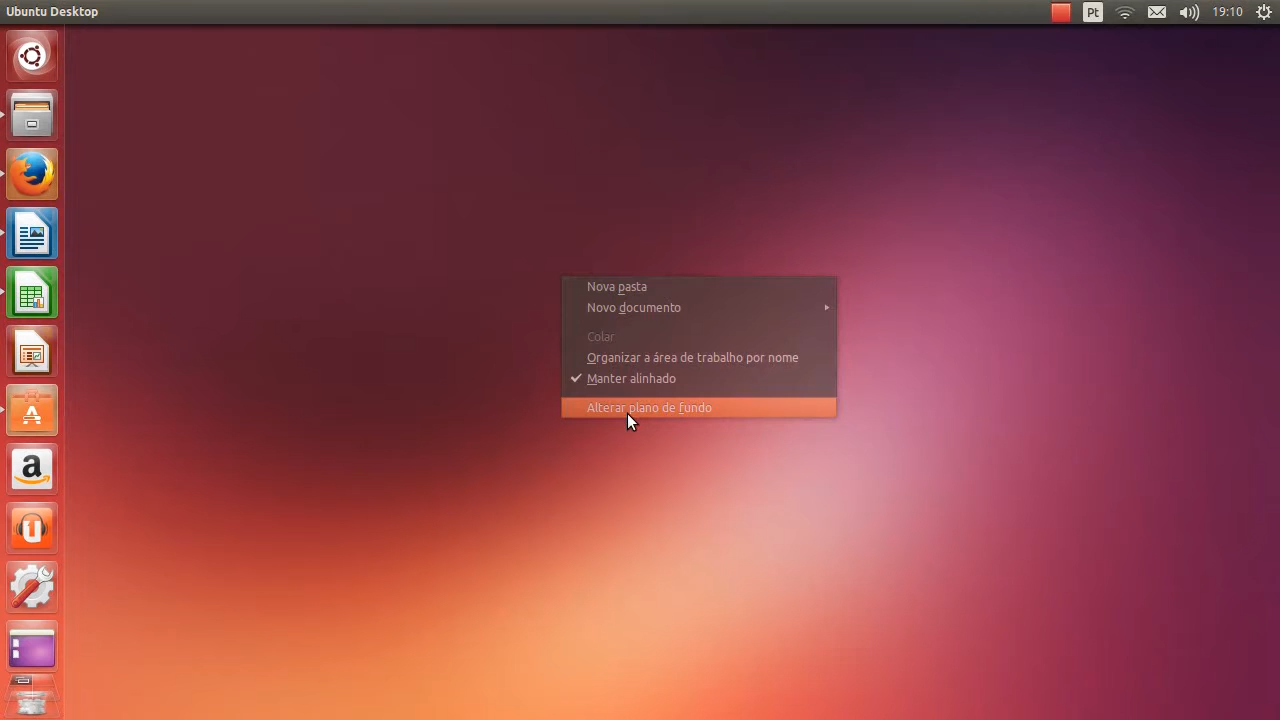 Ubuntu Desktop
Pt
19:10
Nova pasta
Novo documento
Colar
Organizar a área de trabalho por nome
Manter alinhado
Alterar plano de fundo